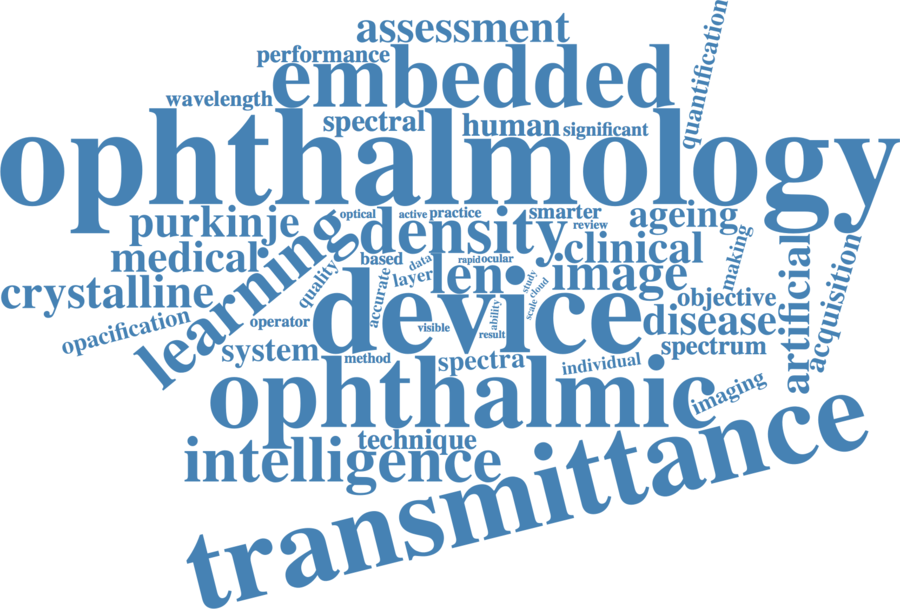 assessment
quantification
performance
embedded
wavelength
spectral
human
significant
ophthalmology
purkinje
optical
active
practice
smarter
review
ageing
learning
density
medical
clinical
making
based
data
rapid
ocular
quality
layer
len
image
artificial
acquisition
crystalline
accurate
device
study
cloud
scale
ability
objective
opacification
operator
visible
result
disease
system
method
spectra
individual
spectrum
ophthalmic
imaging
technique
intelligence
transmittance